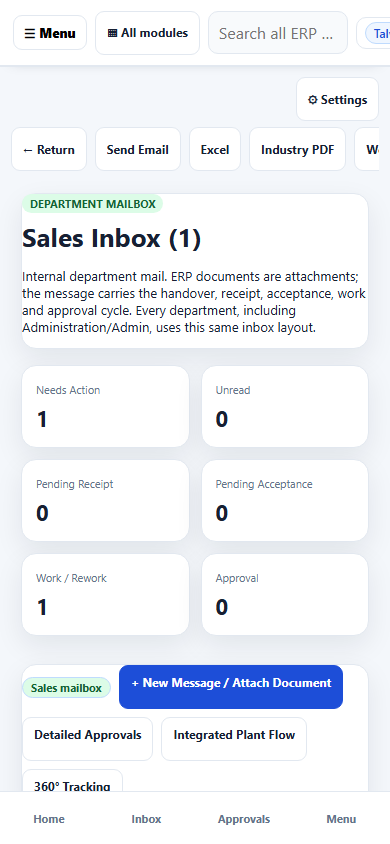 ☰ Menu
▦ All modules
Search all ERP ...
⚙ Settings
← Return
Send Email
Excel
Industry PDF
DEPARTMENT MAILBOX
Sales Inbox (1)
Internal department mail. ERP documents are attachments;
the message carries the handover, receipt, acceptance, work
and approval cycle. Every department, including
Administration/Admin, uses this same inbox layout.
Needs Action
1
Unread
0
Pending Receipt
0
Pending Acceptance
0
Work / Rework
1
Approval
0
Sales mailbox
+ New Message / Attach Document
Detailed Approvals
Integrated Plant Flow
360° Tracking
Home
Inbox
Approvals
Menu